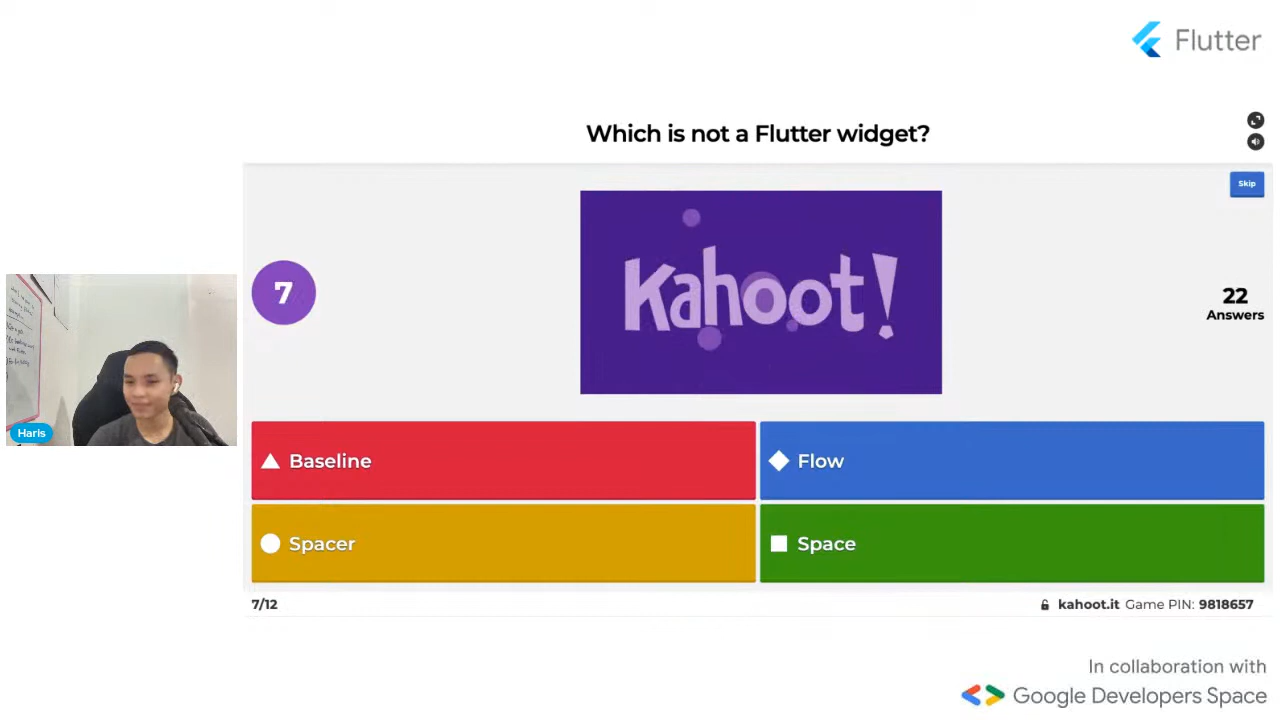 Flutter
Which is not a Flutter widget?
Skip
7
Kahoot!
22
Answers
Haris
Baseline
Flow
Spacer
Space
7/12
kahoot.it Game PIN: 9818657
In collaboration with
Google Developers Space